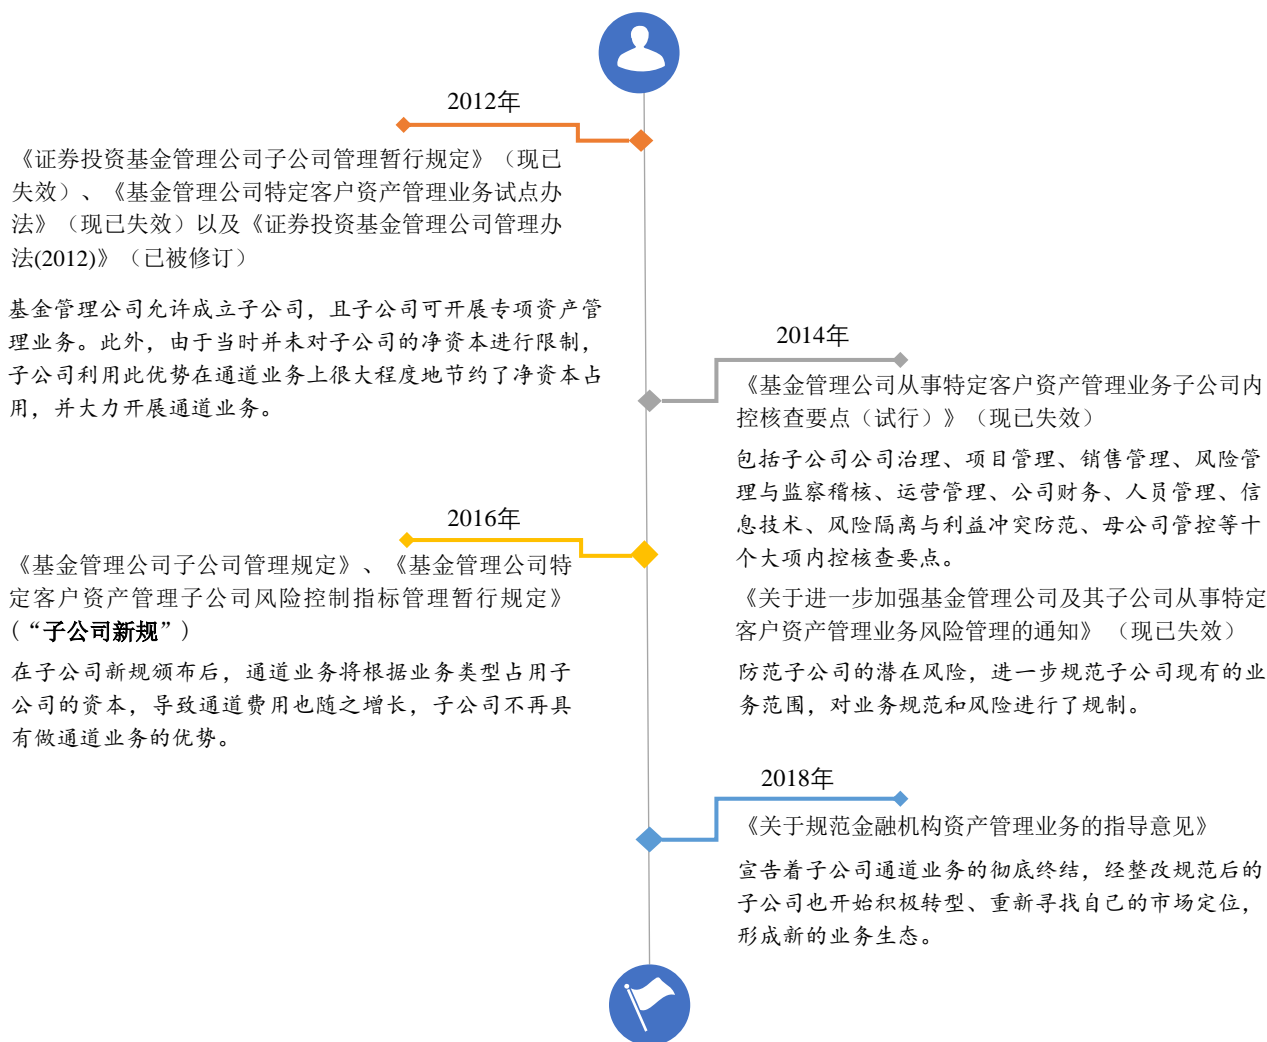 2012年
《证券投资基金管理公司子公司管理暂行规定》（现已
失效）、《基金管理公司特定客户资产管理业务试点办
法》（现已失效）以及《证券投资基金管理公司管理办
法(2012)》（已被修订）
基金管理公司允许成立子公司，且子公司可开展专项资产管
理业务。此外，由于当时并未对子公司的净资本进行限制，
子公司利用此优势在通道业务上很大程度地节约了净资本占
用，并大力开展通道业务。
2014年
《基金管理公司从事特定客户资产管理业务子公司内
控核查要点（试行）》（现已失效）
包括子公司公司治理、项目管理、销售管理、风险管
理与监察稽核、运营管理、公司财务、人员管理、信
息技术、风险隔离与利益冲突防范、母公司管控等十
个大项内控核查要点。
《关于进一步加强基金管理公司及其子公司从事特定
客户资产管理业务风险管理的通知》（现已失效）
防范子公司的潜在风险，进一步规范子公司现有的业
务范围，对业务规范和风险进行了规制。
2016年
《基金管理公司子公司管理规定》、《基金管理公司特
定客户资产管理子公司风险控制指标管理暂行规定》
(“子公司新规”)
在子公司新规颁布后，通道业务将根据业务类型占用子
公司的资本，导致通道费用也随之增长，子公司不再具
有做通道业务的优势。
2018年
《关于规范金融机构资产管理业务的指导意见》
宣告着子公司通道业务的彻底终结，经整改规范后的
子公司也开始积极转型、重新寻找自己的市场定位，
形成新的业务生态。